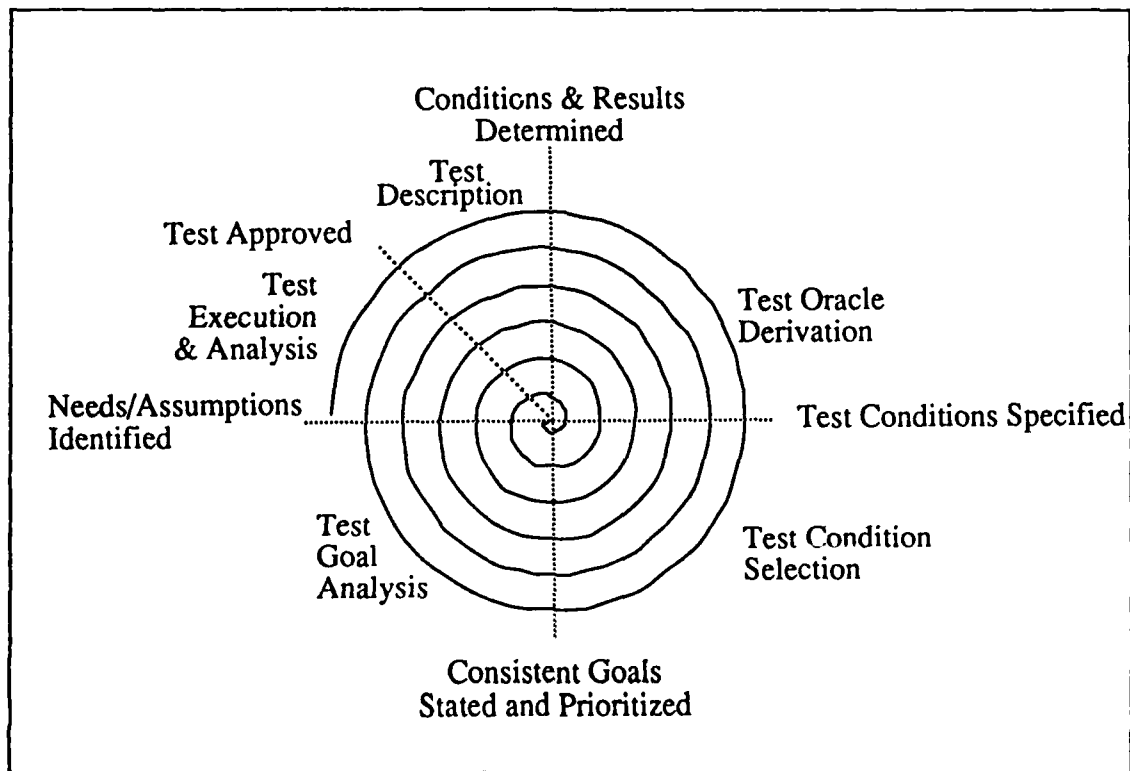 Conditions & Results
Determined
Test
Description
Test Approved
Test
Execution
& Analysis
Test Oracle
Derivation
Needs/Assumptions
Identified
Test Conditions Specified
Test
Goal
Analysis
Test Condition
Selection
Consistent Goals
Stated and Prioritized